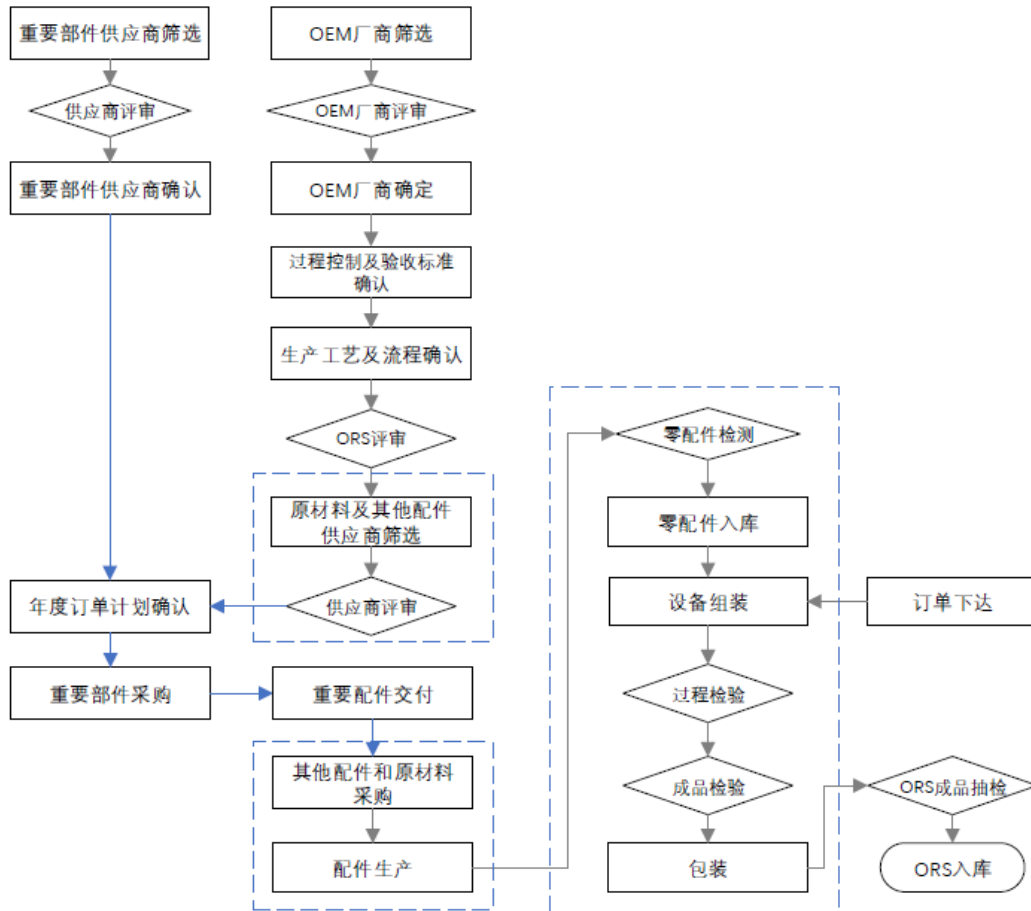 重要部件供应商筛选
供应商评审
重要部件供应商确认
OEM厂商筛选
OEM厂商评审
OEM厂商确定
过程控制及验收标准
确认
生产工艺及流程确认
ORS评审
原材料及其他配件
供应商筛选
供应商评审
年度订单计划确认
重要部件采购
重要配件交付
其他配件和原材料
采购
配件生产
零配件检测
零配件入库
设备组装
订单下达
过程检验
成品检验
包装
ORS成品抽检
ORS入库